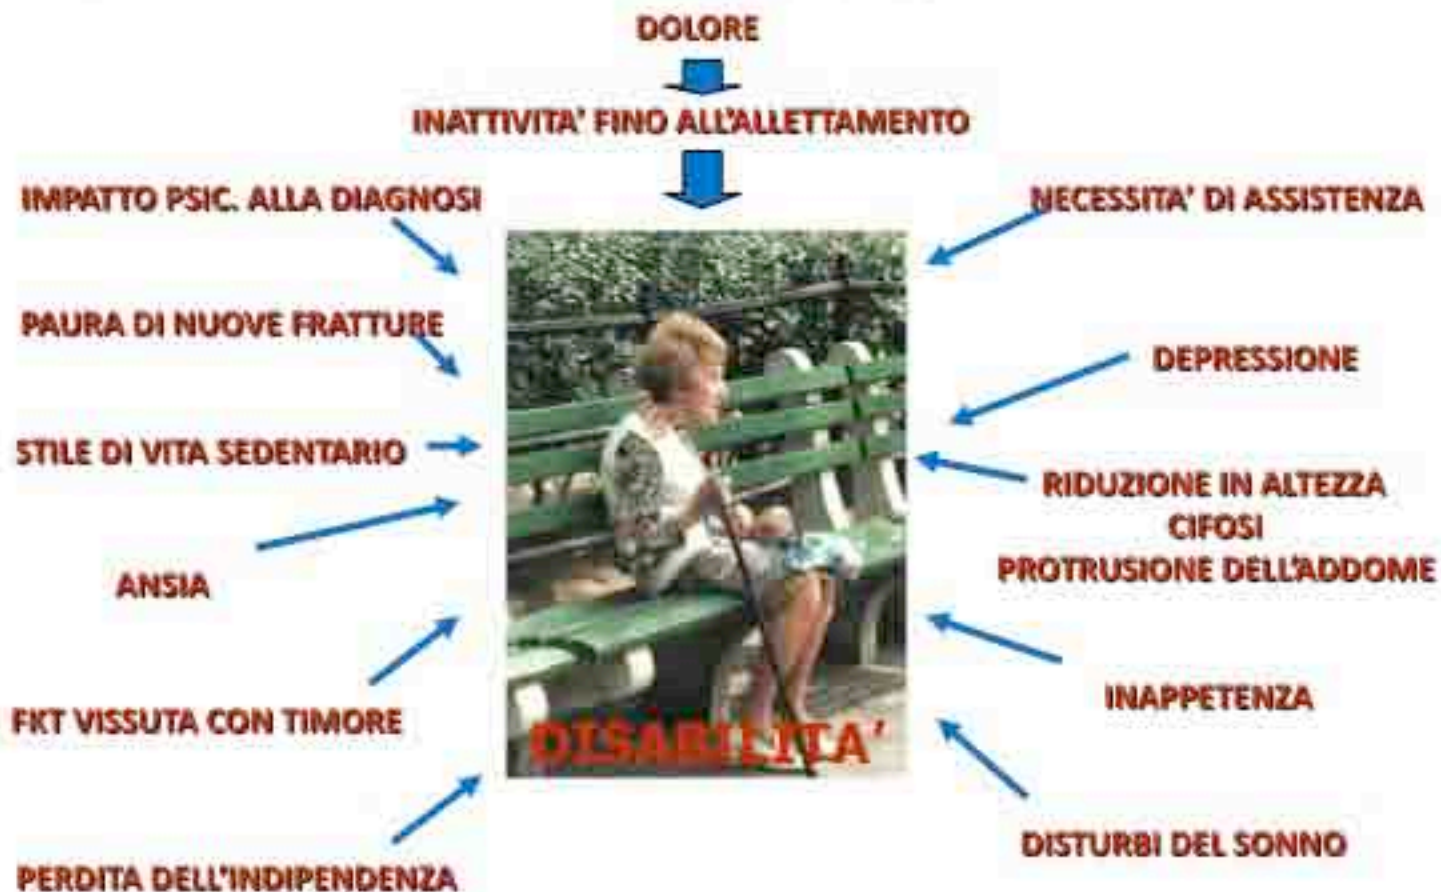 DOLORE
INATTIVITA' FINO ALL'ALLETTAMENTO
IMPATTO PSIC. ALLA DIAGNOSI
NECESSITA' DI ASSISTENZA
PAURA DI NUOVE FRATTURE
DEPRESSIONE
STILE DI VITA SEDENTARIO
RIDUZIONE IN ALTEZZA
CIFOSI
PROTRUSIONE DELL'ADDOME
ANSIA
INAPPETENZA
FKT VISSUTA CON TIMORE
DISABILITA'
DISTURBI DEL SONNO
PERDITA DELL'INDIPENDENZA